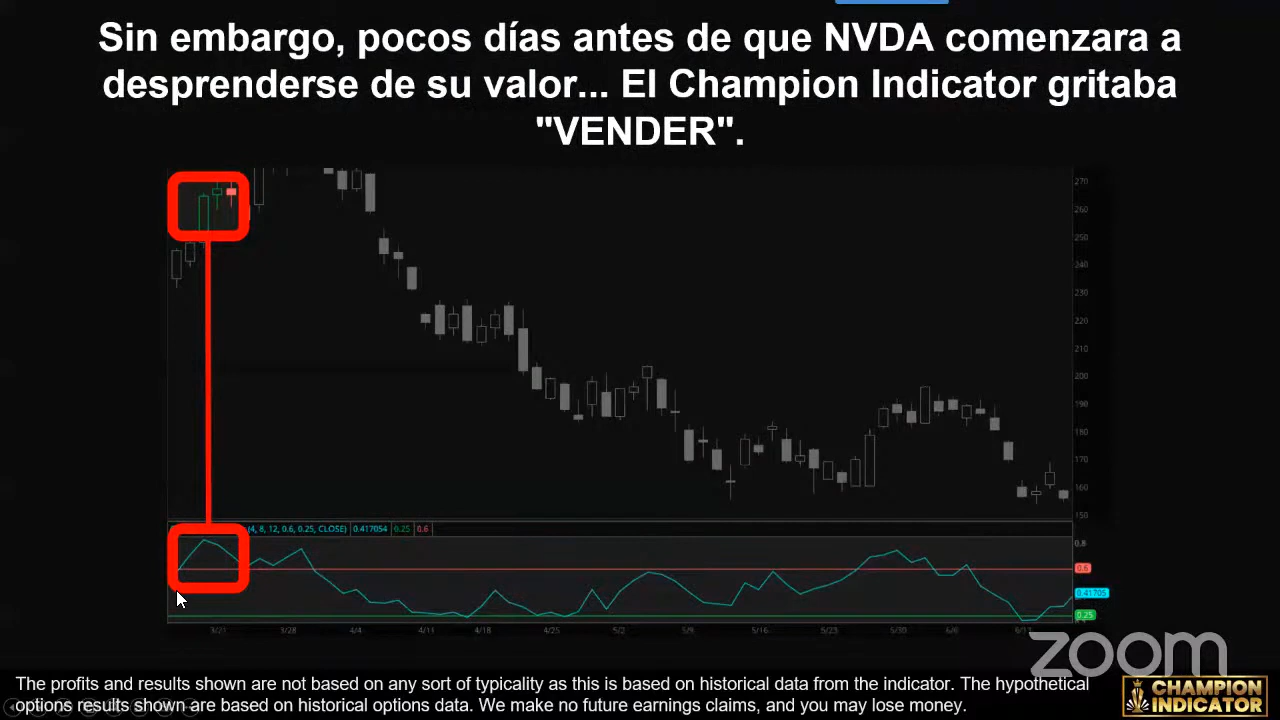 Sin embargo, pocos días antes de que NVDA comenzara a
desprenderse de su valor... El Champion Indicator gritaba
"VENDER".
270
260
250
240
230
220
210
200
190
180
170
160
150
(4, 8, 12, 0.6, 0.25, CLOSE) 0.417054 0.25 0.6
0.8
0.6
0.41705
0.25
3/21 3/28 4/4 4/11 4/18 4/25 5/2 5/9 5/16 5/23 5/30 6/6 6/13
zoom
The profits and results shown are not based on any sort of typicality as this is based on historical data from the indicator. The hypothetical
options results shown are based on historical options data. We make no future earnings claims, and you may lose money.
CHAMPION
INDICATOR